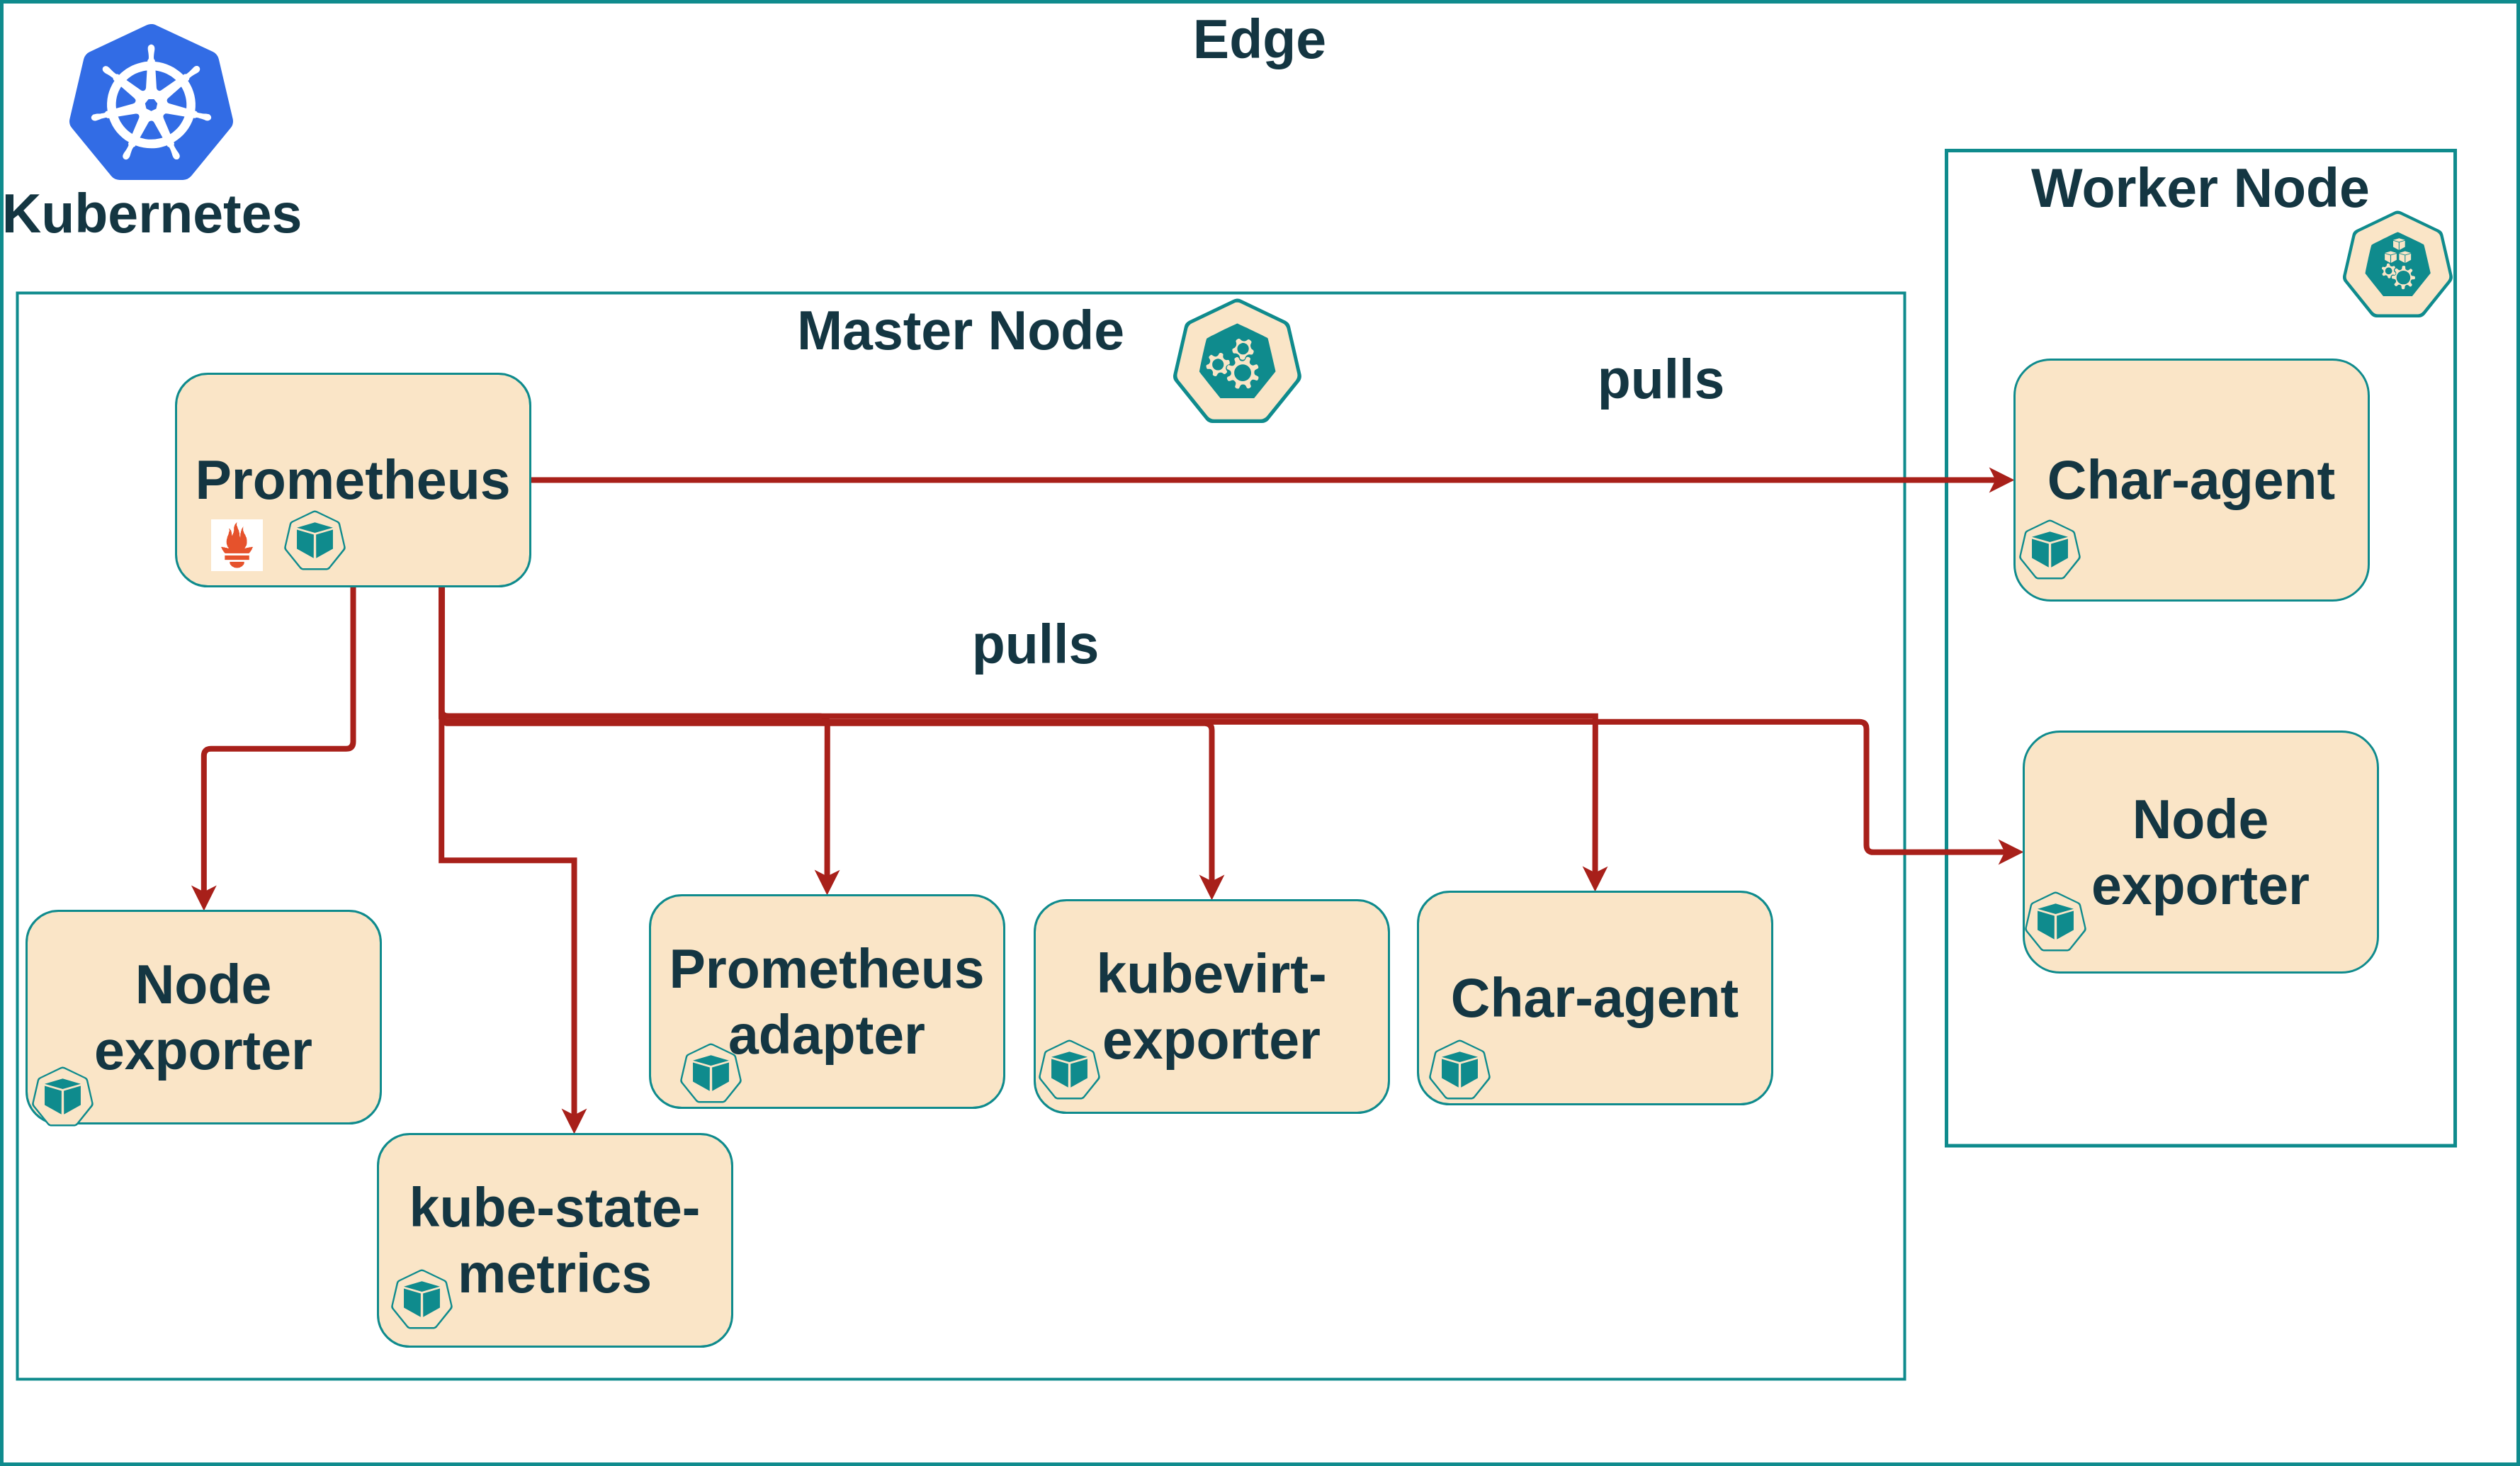 Edge
Kubernetes
Worker Node
Master Node
pulls
Prometheus
Char-agent
pulls
Node
exporter
Node
exporter
Prometheus
adapter
kubevirt-
exporter
Char-agent
kube-state-
metrics